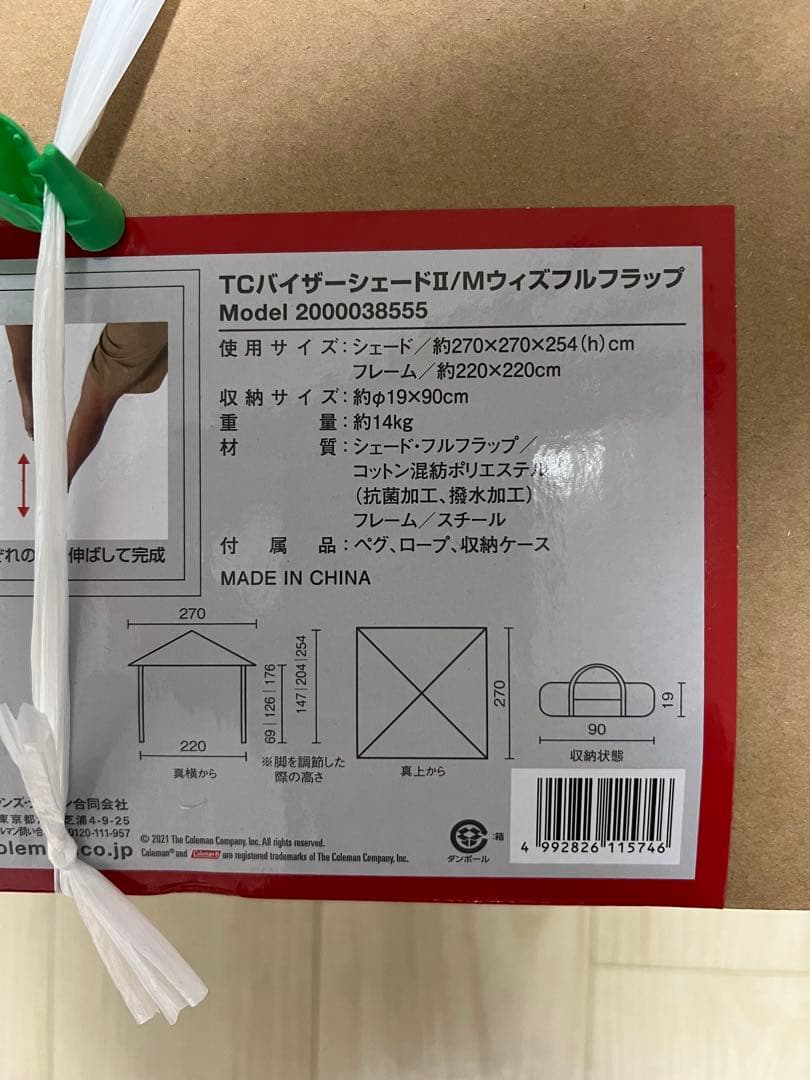 TCバイザーシェードII/Mウィズフルフラップ
Model 2000038555
使用サイズ：シェード／約270×270×254(h)cm
フレーム／約220×220cm
収納サイズ：約φ19×90cm
重量：約14kg
材質：シェード・フルフラップ／
コットン混紡ポリエステル
（抗菌加工、撥水加工）
フレーム／スチール
付属品：ペグ、ロープ、収納ケース
MADE IN CHINA
伸ばして完成
270
220
真横から
69|126|176
147|204|254
※脚を調節した
際の高さ
270
真上から
19
90
収納状態
合同会社
芝浦4-9-25
0120-111-957
.co.jp
© 2021 The Coleman Company, Inc. All rights reserved.
Coleman® and Coleman are registered trademarks of The Coleman Company, Inc.
ダンボール
:箱
4 992826 115746